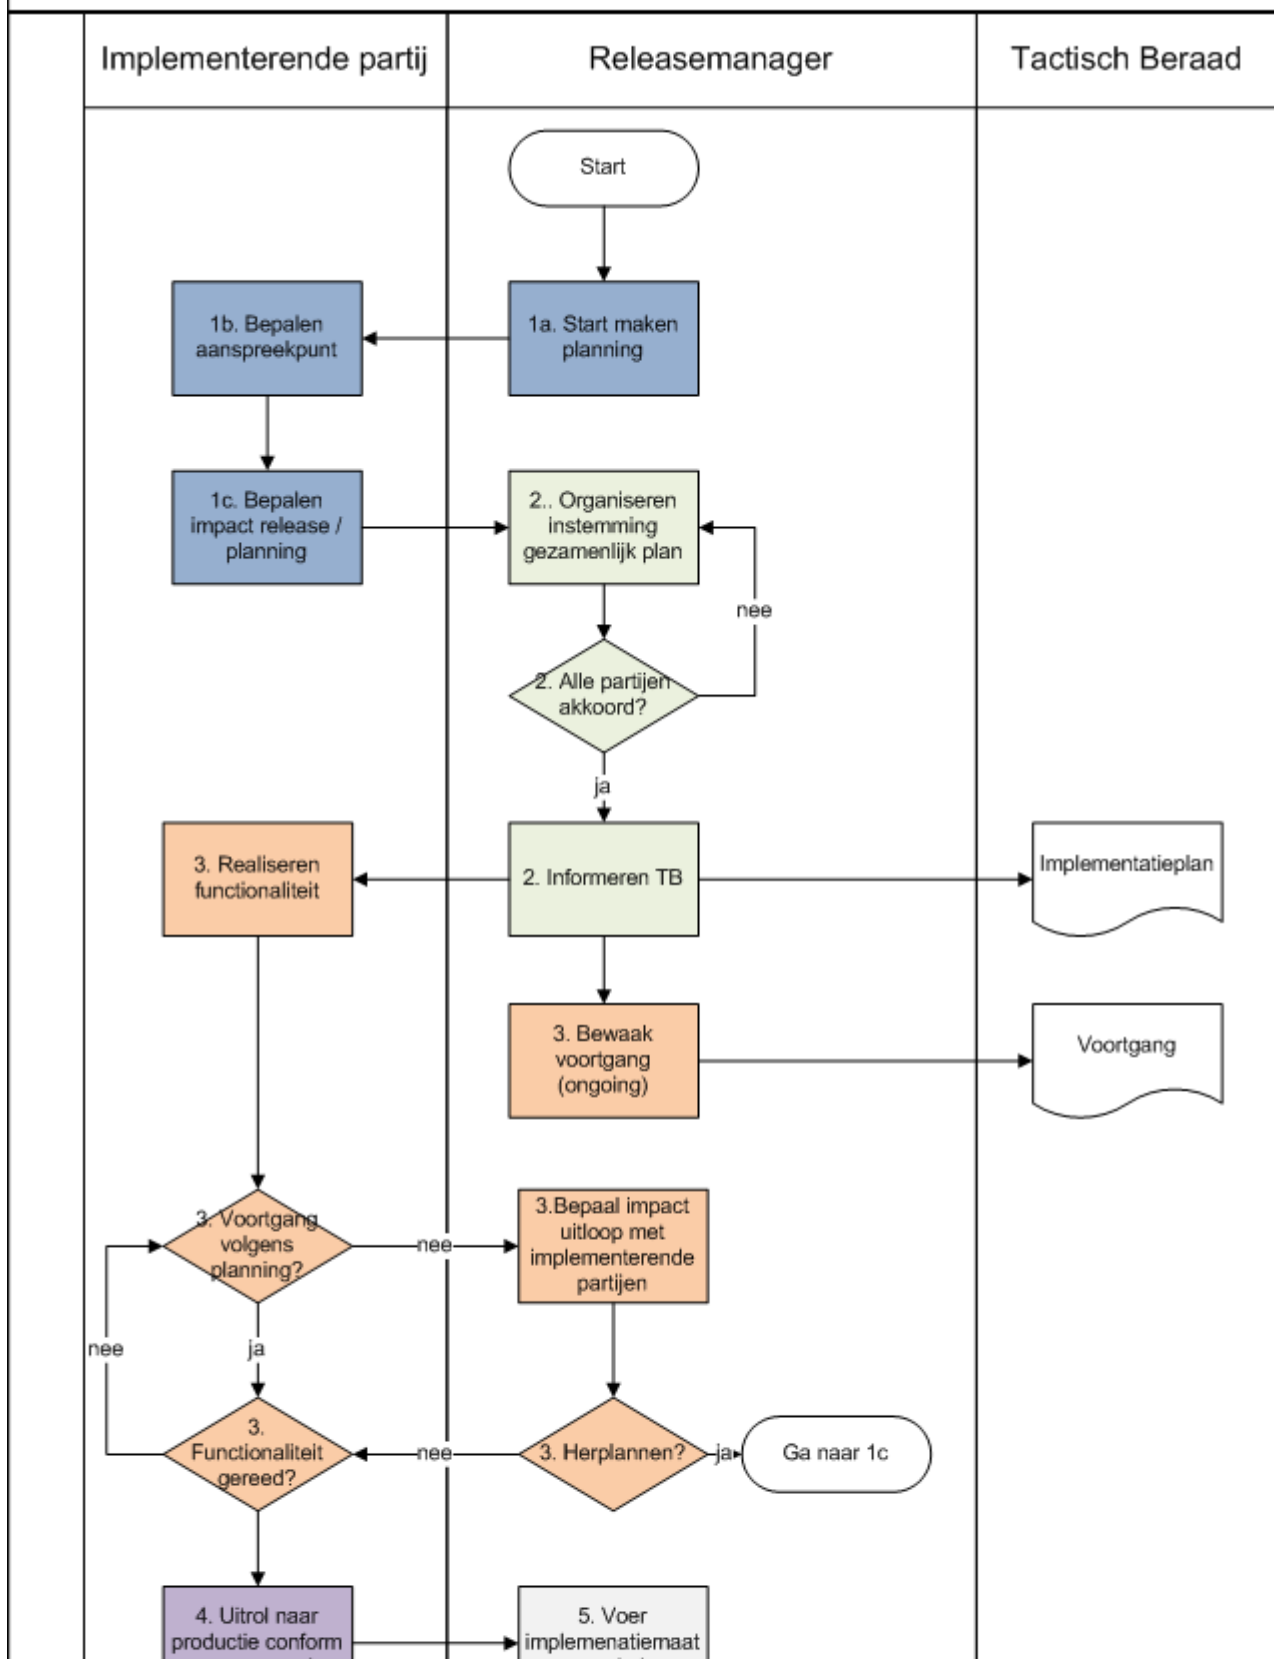 Implementerende partij
Releasemanager
Tactisch Beraad
Start
1b. Bepalen
aanspreekpunt
1a. Start maken
planning
1c. Bepalen
impact release /
planning
2.. Organiseren
instemming
gezamenlijk plan
nee
2. Alle partijen
akkoord?
ja
3. Realiseren
functionaliteit
2. Informeren TB
Implementatieplan
3. Bewaak
voortgang
(ongoing)
Voortgang
3. Voortgang
volgens
planning?
nee
3.Bepaal impact
uitloop met
implementerende
partijen
nee
ja
3.
Functionaliteit
gereed?
nee
3. Herplannen?
ja
Ga naar 1c
4. Uitrol naar
productie conform
5. Voer
implemenatiemaat